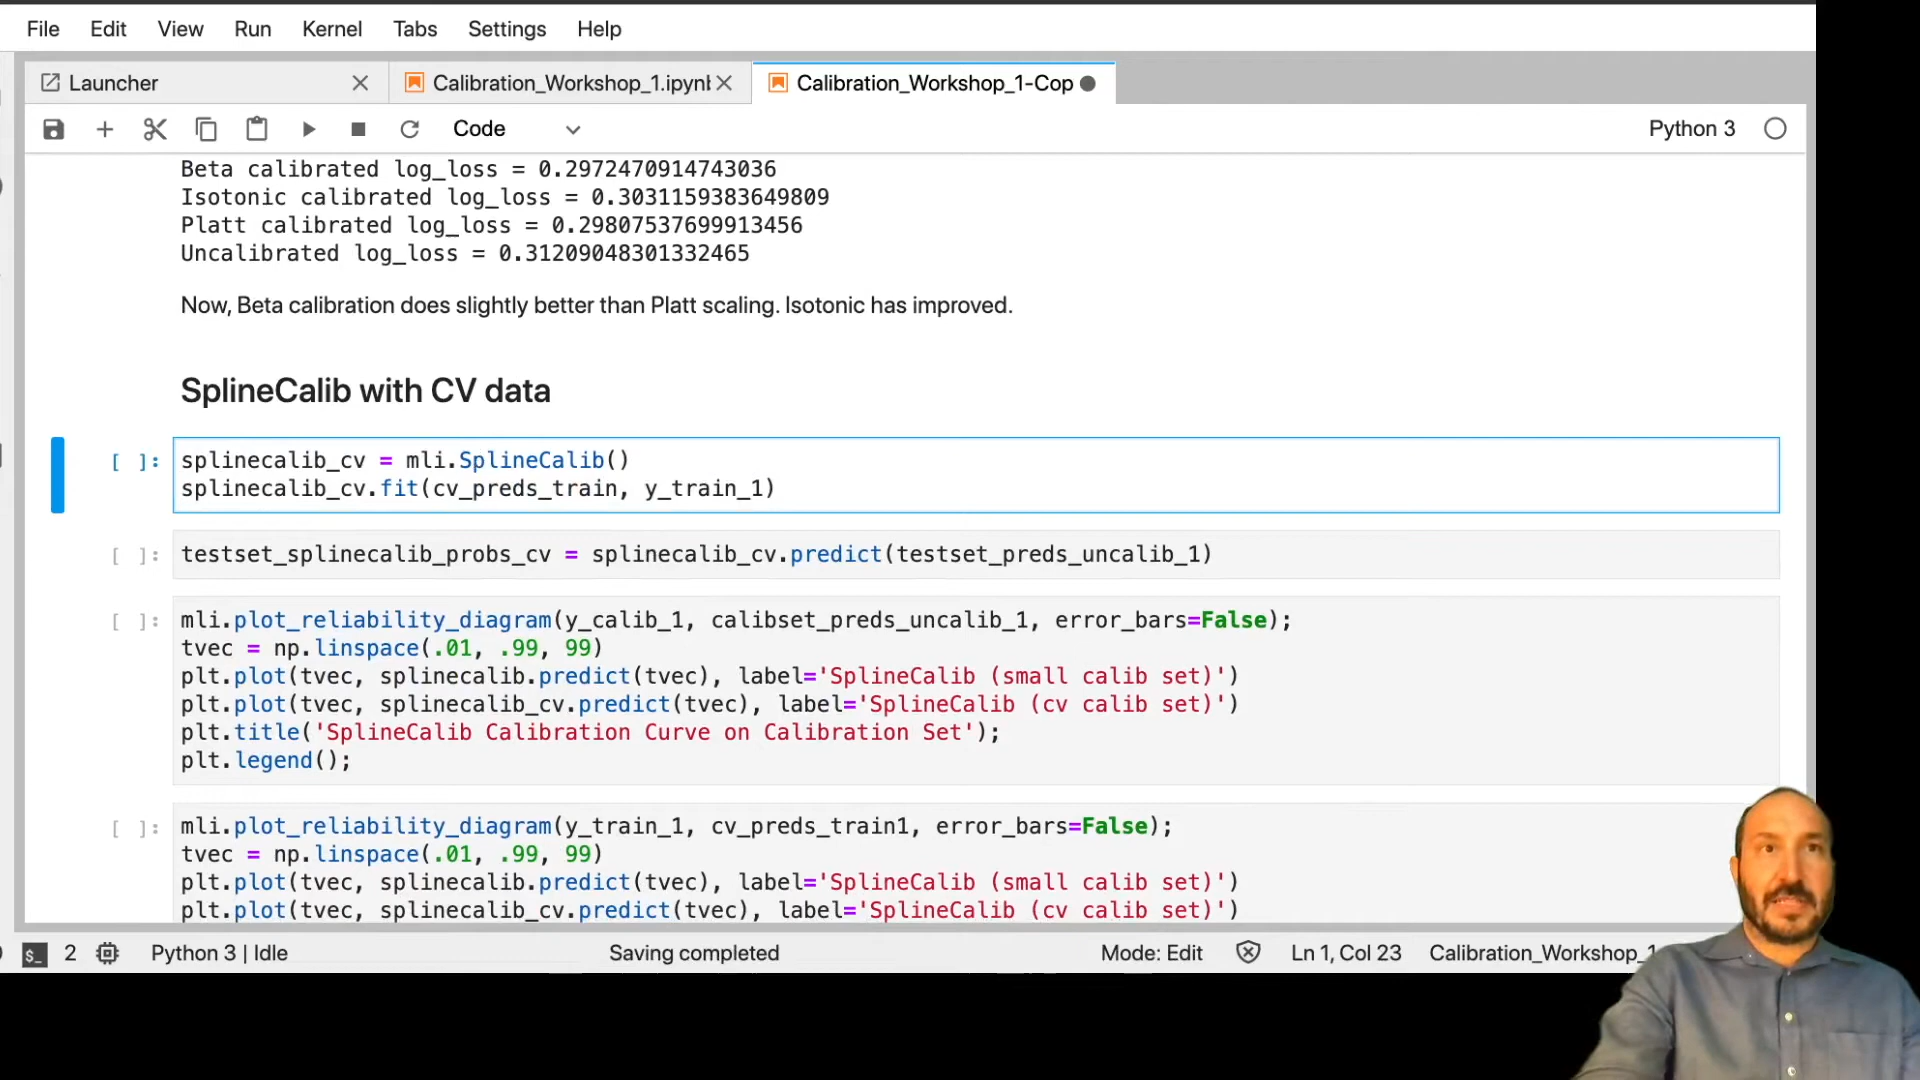 File Edit View Run Kernel Tabs Settings Help
Launcher
Calibration_Workshop_1.ipynb
Calibration_Workshop_1-Cop
Code
Python 3
Beta calibrated log_loss = 0.2972470914743036
Isotonic calibrated log_loss = 0.3031159383649809
Platt calibrated log_loss = 0.29807537699913456
Uncalibrated log_loss = 0.31209048301332465
Now, Beta calibration does slightly better than Platt scaling. Isotonic has improved.
SplineCalib with CV data
[ ]: splinecalib_cv = mli.SplineCalib()
splinecalib_cv.fit(cv_preds_train, y_train_1)
[ ]: testset_splinecalib_probs_cv = splinecalib_cv.predict(testset_preds_uncalib_1)
[ ]: mli.plot_reliability_diagram(y_calib_1, calibset_preds_uncalib_1, error_bars=False);
tvec = np.linspace(.01, .99, 99)
plt.plot(tvec, splinecalib.predict(tvec), label='SplineCalib (small calib set)')
plt.plot(tvec, splinecalib_cv.predict(tvec), label='SplineCalib (cv calib set)')
plt.title('SplineCalib Calibration Curve on Calibration Set');
plt.legend();
[ ]: mli.plot_reliability_diagram(y_train_1, cv_preds_train1, error_bars=False);
tvec = np.linspace(.01, .99, 99)
plt.plot(tvec, splinecalib.predict(tvec), label='SplineCalib (small calib set)')
plt.plot(tvec, splinecalib_cv.predict(tvec), label='SplineCalib (cv calib set)')
$_ 2 Python 3 | Idle Saving completed Mode: Edit Ln 1, Col 23 Calibration_Workshop_1